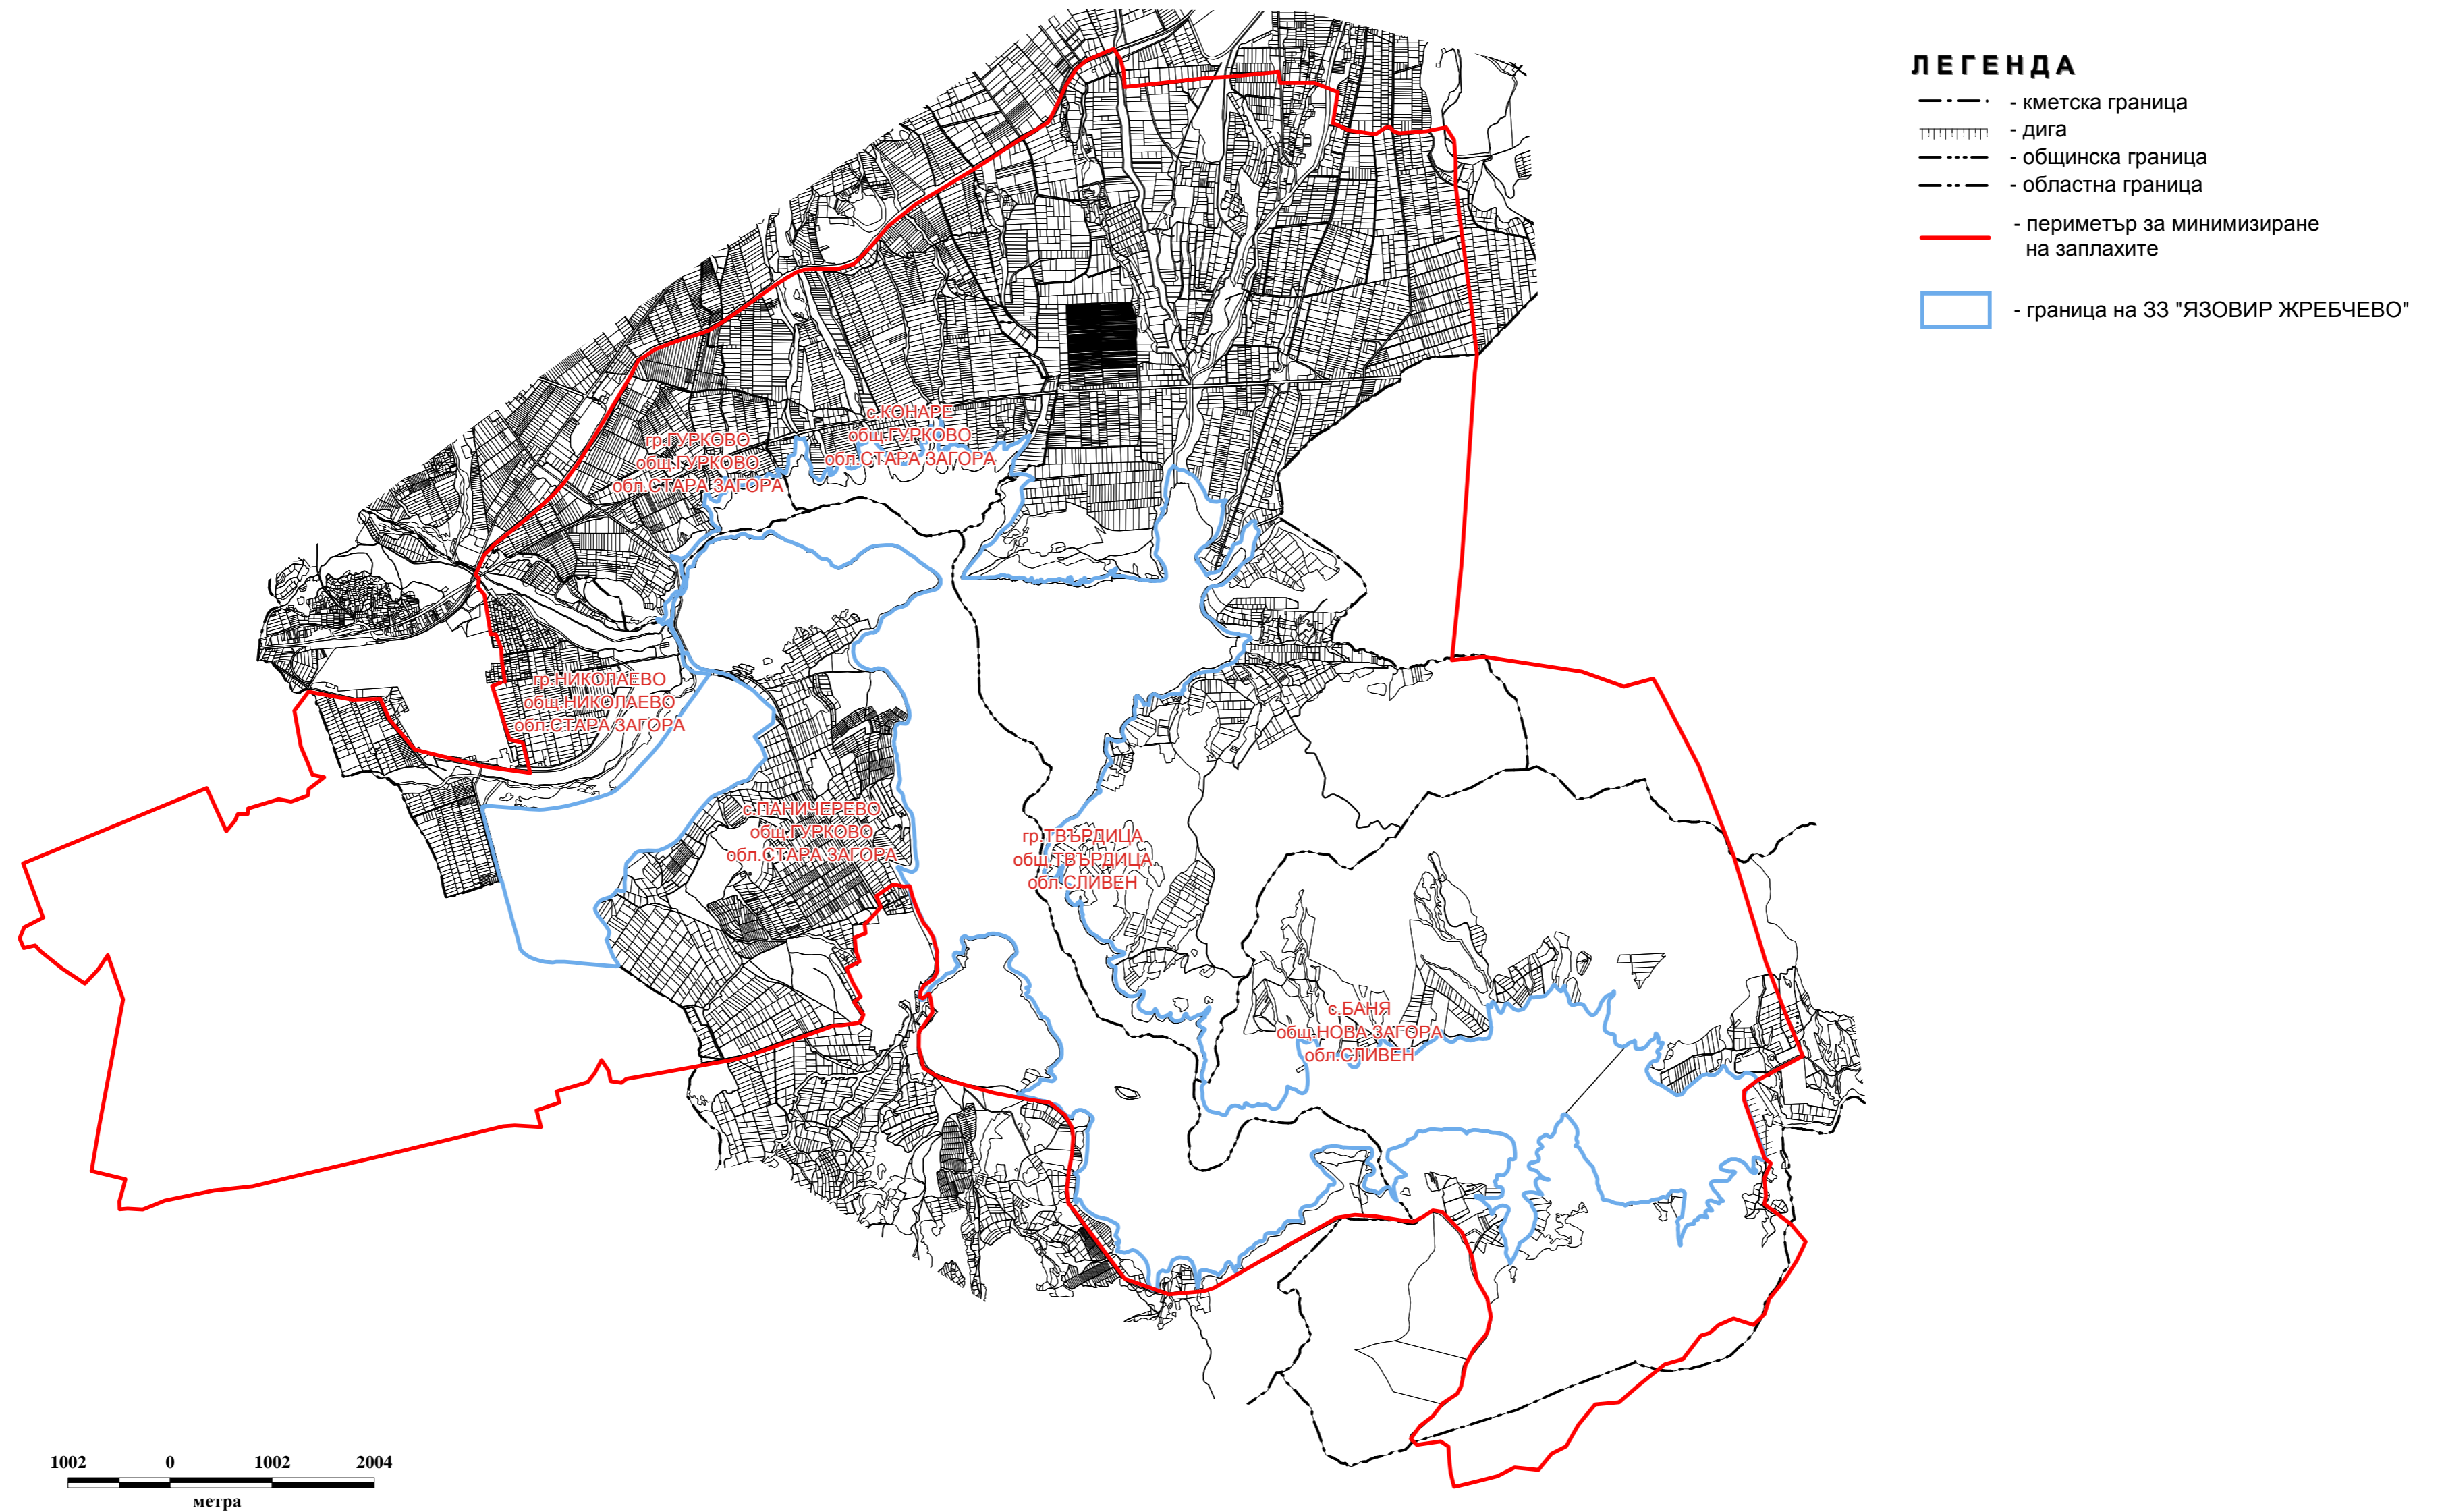 ЛЕГЕНДА
- кметска граница
- дига
- общинска граница
- областна граница
- периметър за минимизиране
на заплахите
- граница на ЗЗ "ЯЗОВИР ЖРЕБЧЕВО"
с.КОНАРЕ
общ.ГУРКОВО
обл.СТАРА ЗАГОРА
гр.ГУРКОВО
общ.ГУРКОВО
обл.СТАРА ЗАГОРА
гр.НИКОЛАЕВО
общ.НИКОЛАЕВО
обл.СТАРА ЗАГОРА
с.ПАНИЧЕРЕВО
общ.ГУРКОВО
обл.СТАРА ЗАГОРА
гр.ТВЪРДИЦА
общ.ТВЪРДИЦА
обл.СЛИВЕН
с.БАНЯ
общ.НОВА ЗАГОРА
обл.СЛИВЕН
1002 0 1002 2004
метра